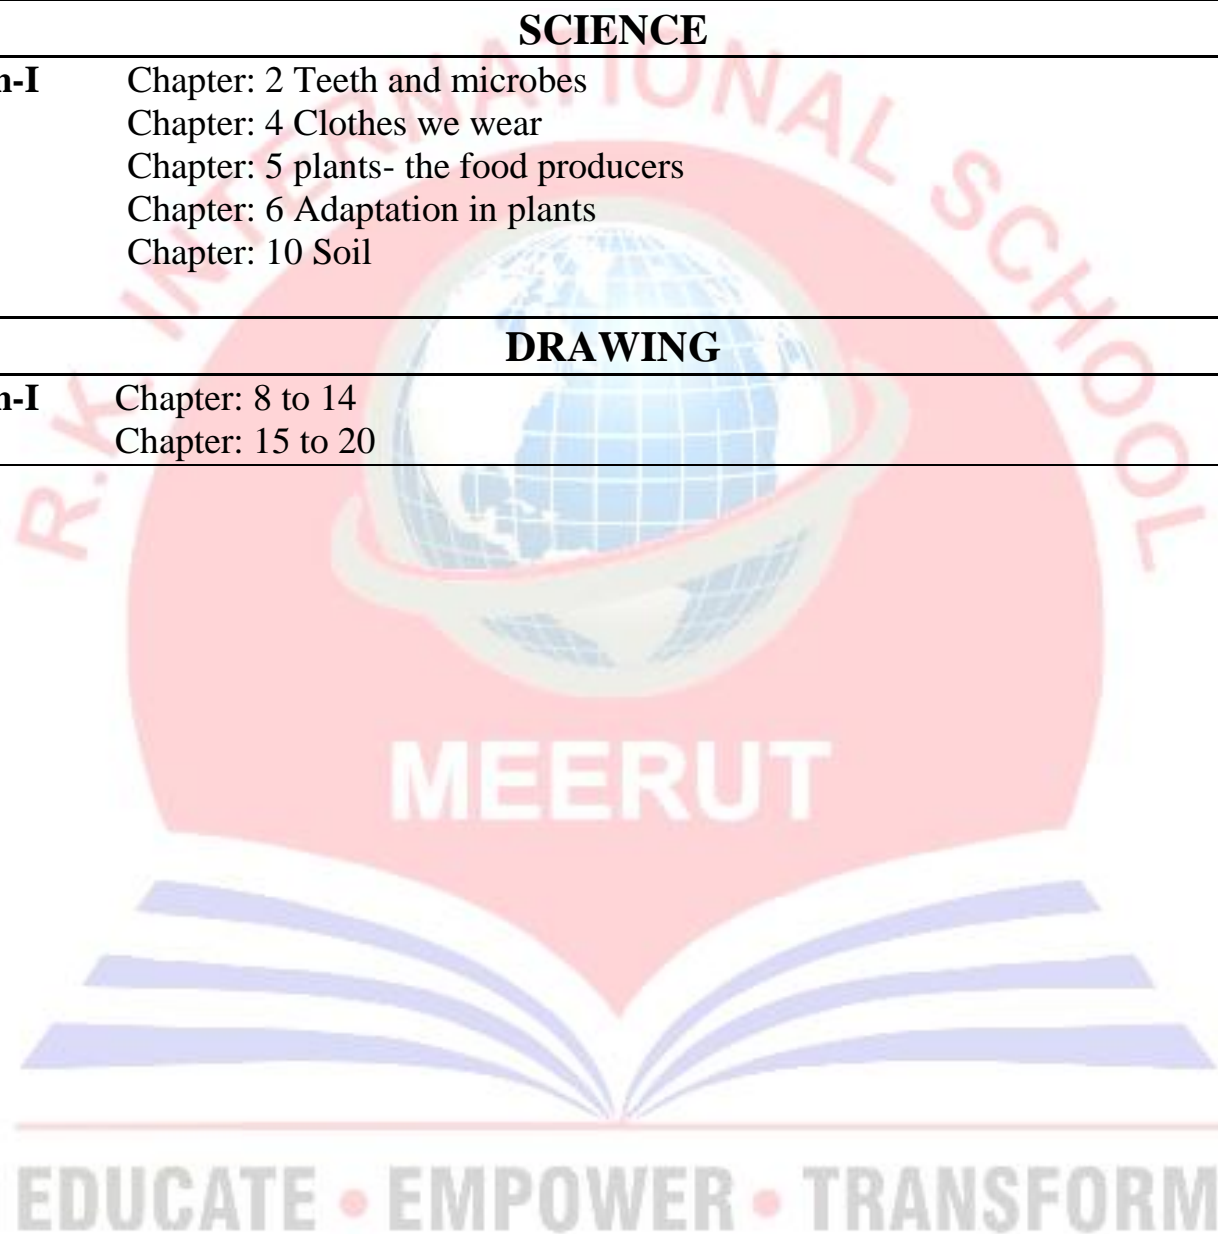 SCIENCE
n-I Chapter: 2 Teeth and microbes
Chapter: 4 Clothes we wear
Chapter: 5 plants- the food producers
Chapter: 6 Adaptation in plants
Chapter: 10 Soil
DRAWING
n-I Chapter: 8 to 14
Chapter: 15 to 20
R.K INTERNATIONAL SCHOOL
MEERUT
EDUCATE • EMPOWER • TRANSFORM